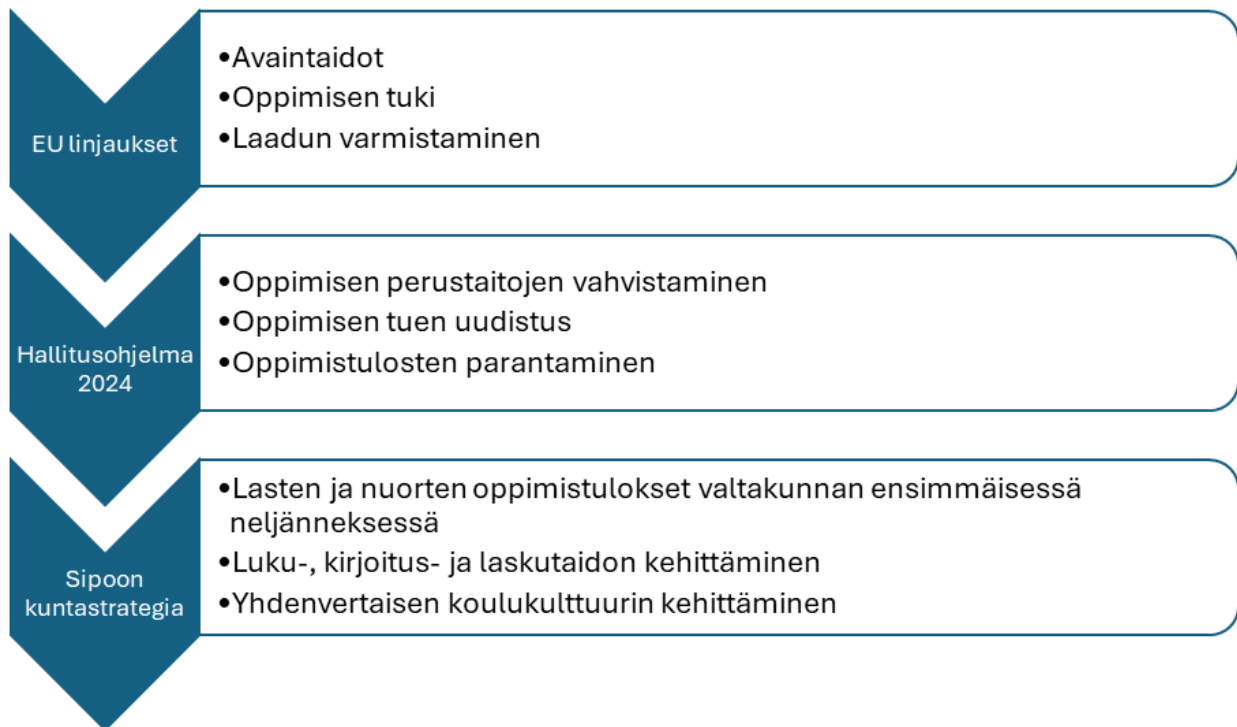 EU linjaukset
•Avaintaidot
•Oppimisen tuki
•Laadun varmistaminen
Hallitusohjelma
2024
•Oppimisen perustaitojen vahvistaminen
•Oppimisen tuen uudistus
•Oppimistulosten parantaminen
Sipoon
kuntastrategia
•Lasten ja nuorten oppimistulokset valtakunnan ensimmäisessä
neljänneksessä
•Luku-, kirjoitus- ja laskutaidon kehittäminen
•Yhdenvertaisen koulukulttuurin kehittäminen